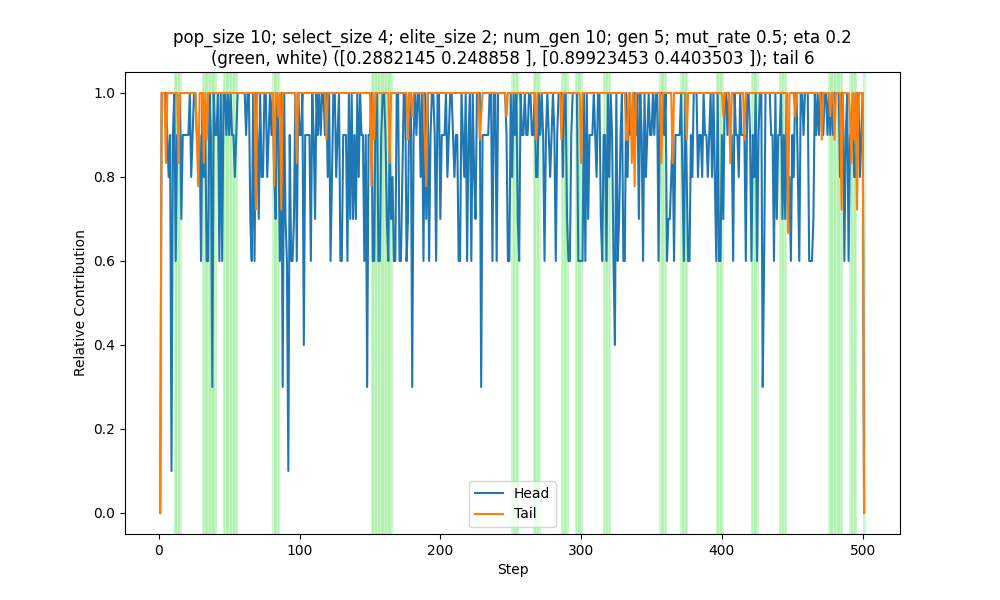 pop_size 10; select_size 4; elite_size 2; num_gen 10; gen 5; mut_rate 0.5; eta 0.2
(green, white) ([0.2882145 0.248858 ], [0.89923453 0.4403503 ]); tail 6
Relative Contribution
1.0
0.8
0.6
0.4
0.2
0.0
Head
Tail
0
100
200
300
400
500
Step